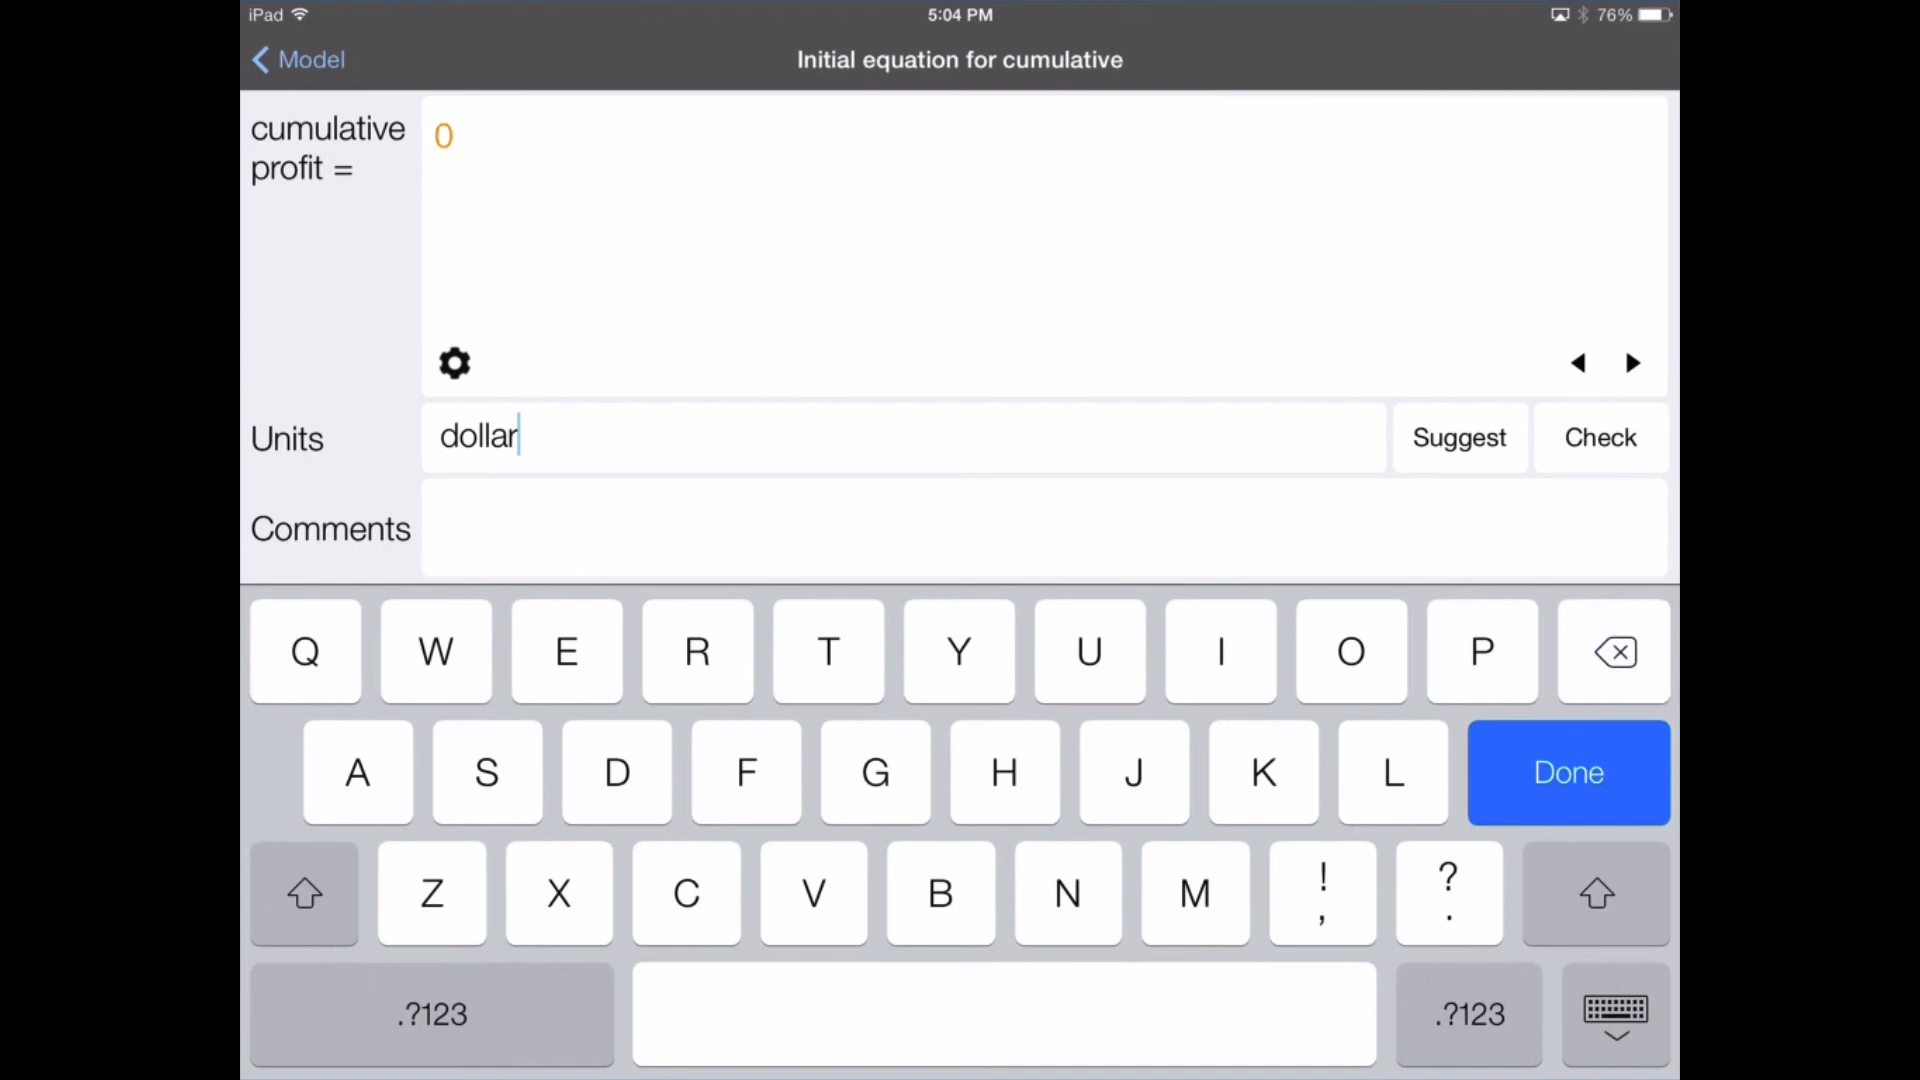 iPad 5:04 PM 76%
Model Initial equation for cumulative
cumulative
profit =
0
Units dollar Suggest Check
Comments
Q W E R T Y U I O P
A S D F G H J K L Done
Z X C V B N M ! , ? .
.?123 .?123